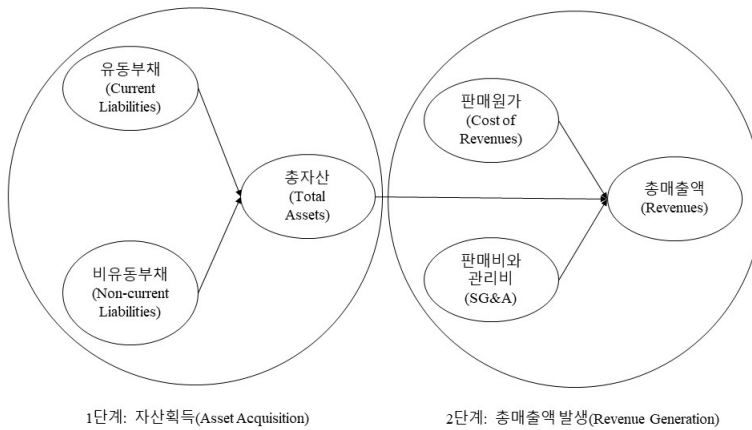 유동부채
(Current
Liabilities)
비유동부채
(Non-current
Liabilities)
총자산
(Total
Assets)
판매원가
(Cost of
Revenues)
판매비와
관리비
(SG&A)
총매출액
(Revenues)
1단계: 자산획득(Asset Acquisition)
2단계: 총매출액 발생(Revenue Generation)